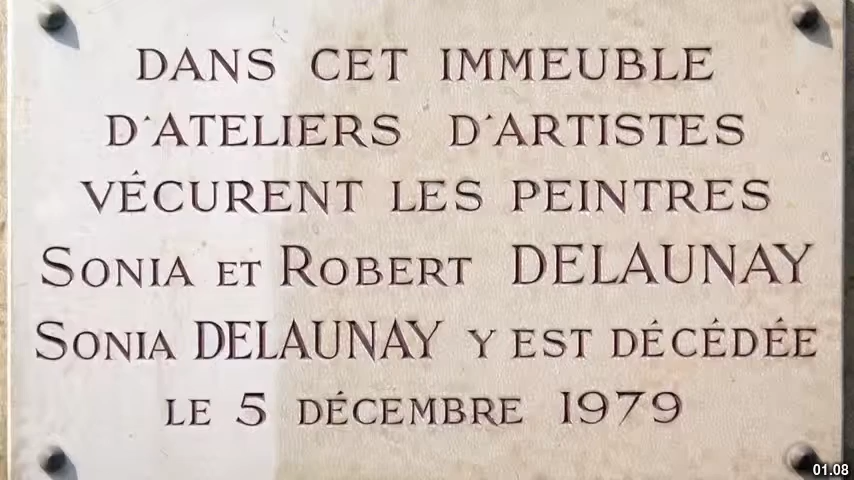 DANS CET IMMEUBLE
D'ATELIERS D'ARTISTES
VÉCURENT LES PEINTRES
SONIA ET ROBERT DELAUNAY
SONIA DELAUNAY Y EST DÉCÉDÉE
LE 5 DÉCEMBRE 1979
01.08